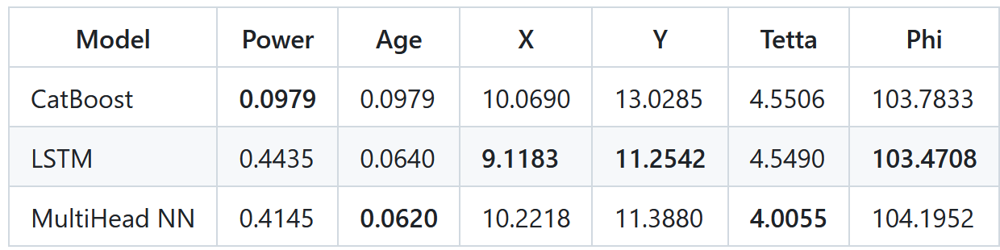 Model Power Age X Y Tetta Phi
CatBoost 0.0979 0.0979 10.0690 13.0285 4.5506 103.7833
LSTM 0.4435 0.0640 9.1183 11.2542 4.5490 103.4708
MultiHead NN 0.4145 0.0620 10.2218 11.3880 4.0055 104.1952